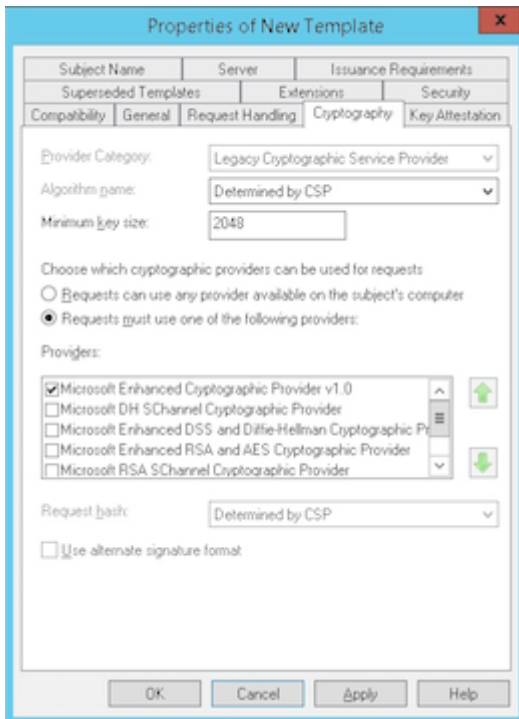 Properties of New Template
x
Subject Name Server Issuance Requirements
Superseded Templates Extensions Security
Compatibility General Request Handling Cryptography Key Attestation
Provider Category: Legacy Cryptographic Service Provider
Algorithm name: Determined by CSP
Minimum key size: 2048
Choose which cryptographic providers can be used for requests
Requests can use any provider available on the subject's computer
Requests must use one of the following providers:
Providers:
Microsoft Enhanced Cryptographic Provider v1.0
Microsoft DH SChannel Cryptographic Provider
Microsoft Enhanced DSS and Diffie-Hellman Cryptographic Pr
Microsoft Enhanced RSA and AES Cryptographic Provider
Microsoft RSA SChannel Cryptographic Provider
Request hash: Determined by CSP
Use alternate signature format
OK Cancel Apply Help